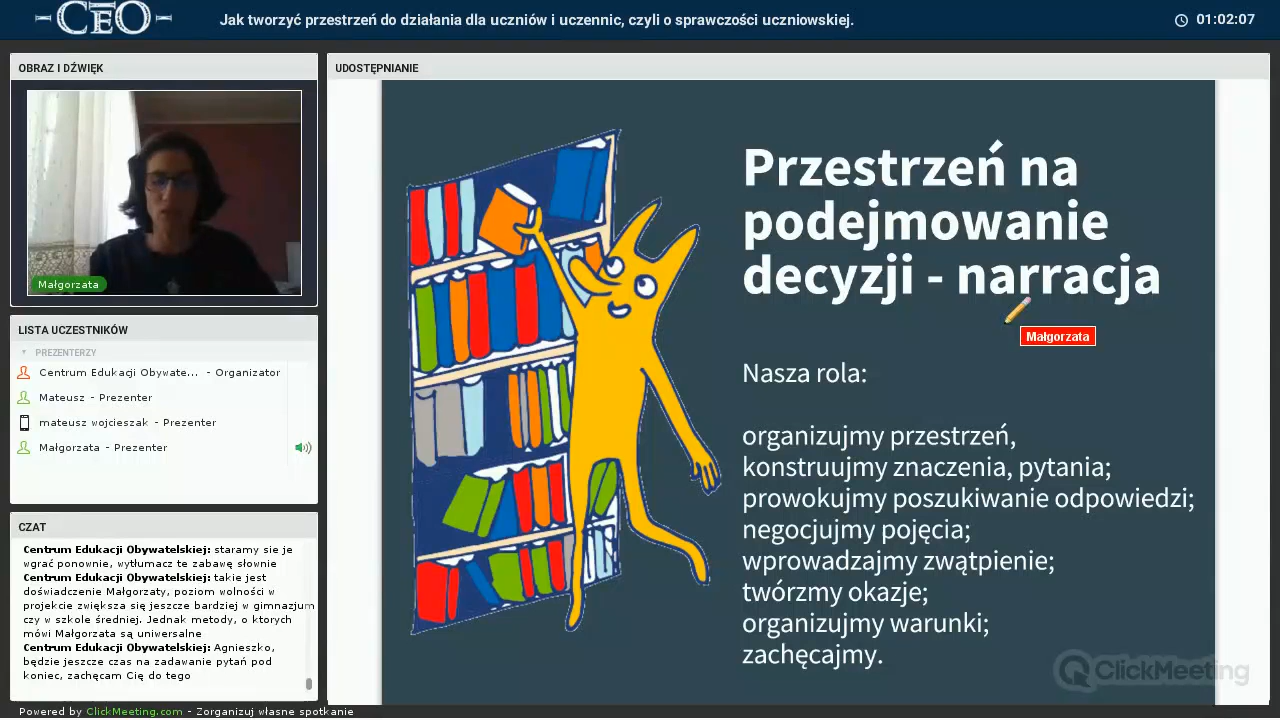 CEO
Jak tworzyć przestrzeń do działania dla uczniów i uczennic, czyli o sprawczości uczniowskiej.
01:02:07
OBRAZ I DŹWIĘK
Małgorzata
LISTA UCZESTNIKÓW
PREZENTERZY
Centrum Edukacji Obywate... - Organizator
Mateusz - Prezenter
mateusz wojcieszak - Prezenter
Małgorzata - Prezenter
CZAT
Centrum Edukacji Obywatelskiej: staramy sie je
wgrać ponownie, wytłumacz te zabawę słownie
Centrum Edukacji Obywatelskiej: takie jest
doświadczenie Małgorzaty, poziom wolności w
projekcie zwiększa się jeszcze bardziej w gimnazjum
czy w szkole średniej. Jednak metody, o ktorych
mówi Małgorzata są uniwersalne
Centrum Edukacji Obywatelskiej: Agnieszko,
będzie jeszcze czas na zadawanie pytań pod
koniec, zachęcam Cię do tego
UDOSTĘPNIANIE
Przestrzeń na
podejmowanie
decyzji - narracja
Małgorzata
Nasza rola:
organizujmy przestrzeń,
konstruujmy znaczenia, pytania;
prowokujmy poszukiwanie odpowiedzi;
negocjujmy pojęcia;
wprowadzajmy zwątpienie;
twórzmy okazje;
organizujmy warunki;
zachęcajmy.
ClickMeeting
Powered by ClickMeeting.com - Zorganizuj własne spotkanie